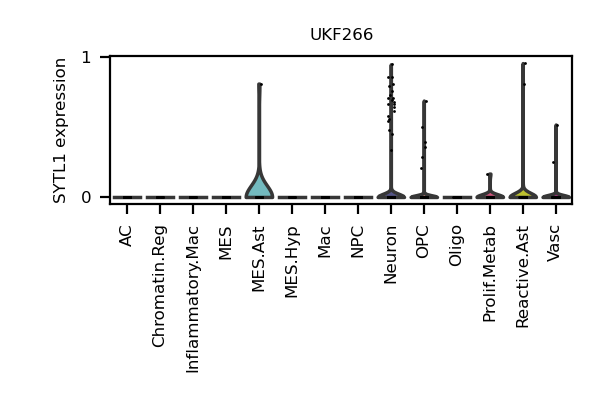 UKF266
SYTL1 expression
1
0
AC
Chromatin.Reg
Inflammatory.Mac
MES
MES.Ast
MES.Hyp
Mac
NPC
Neuron
OPC
Oligo
Prolif.Metab
Reactive.Ast
Vasc